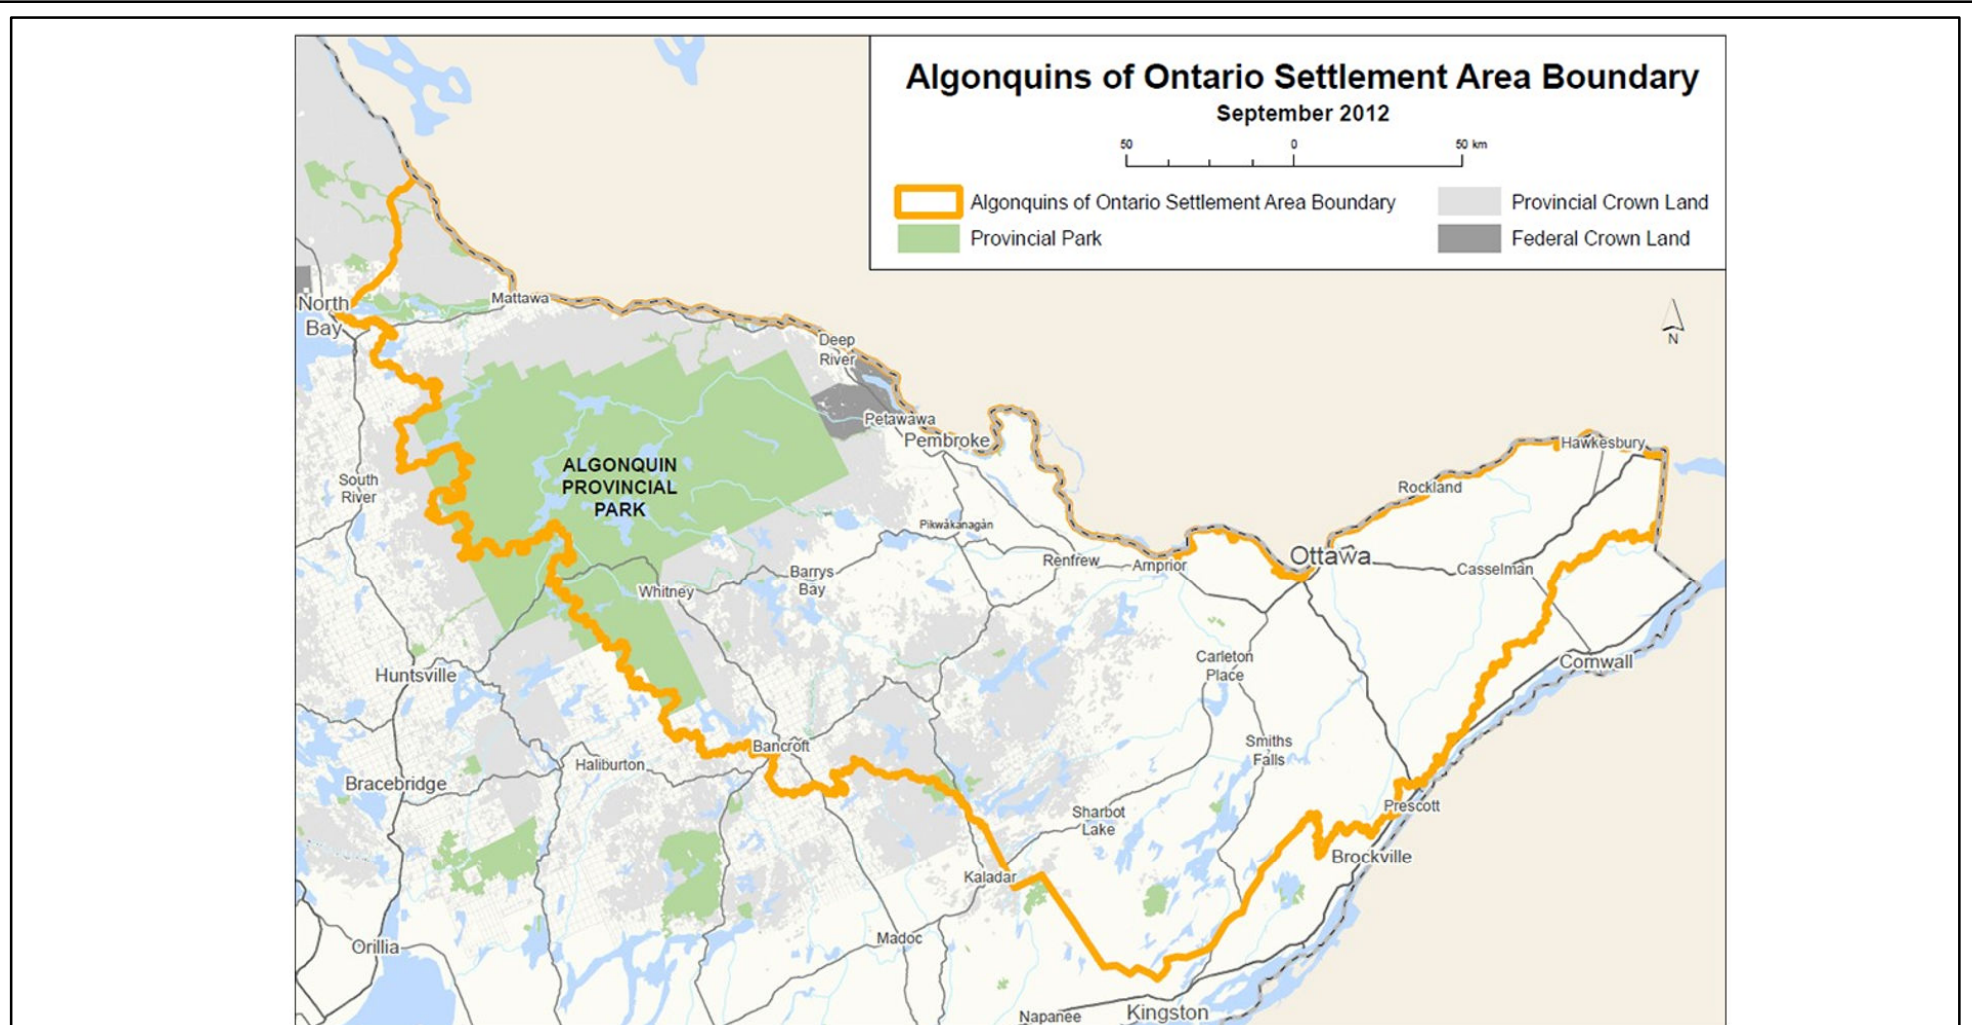 Algonquins of Ontario Settlement Area Boundary
September 2012
50 0 50 km
Algonquins of Ontario Settlement Area Boundary
Provincial Crown Land
Provincial Park
Federal Crown Land
N
North
Bay
Mattawa
Deep
River
Petawawa
Pembroke
Hawkesbury
ALGONQUIN
PROVINCIAL
PARK
South
River
Rockland
Pikwàkanagàn
Ottawa
Renfrew
Arnprior
Casselman
Barrys
Bay
Whitney
Carleton
Place
Cornwall
Huntsville
Bancroft
Smiths
Falls
Haliburton
Bracebridge
Prescott
Sharbot
Lake
Brockville
Kaladar
Madoc
Orillia
Napanee
Kingston